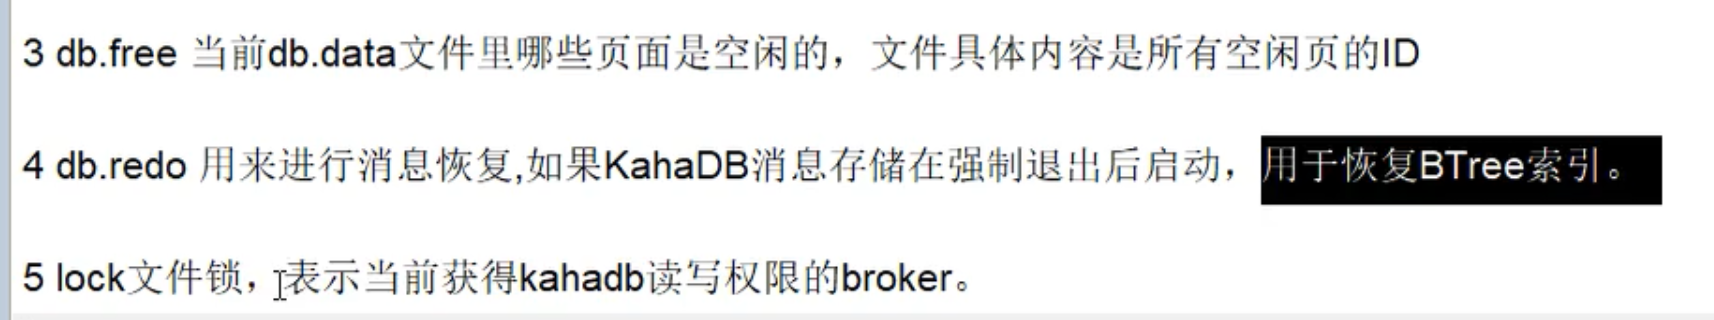 3 db.free 当前db.data文件里哪些页面是空闲的，文件具体内容是所有空闲页的ID
4 db.redo 用来进行消息恢复,如果KahaDB消息存储在强制退出后启动，用于恢复BTree索引。
5 lock文件锁，表示当前获得kahadb读写权限的broker。